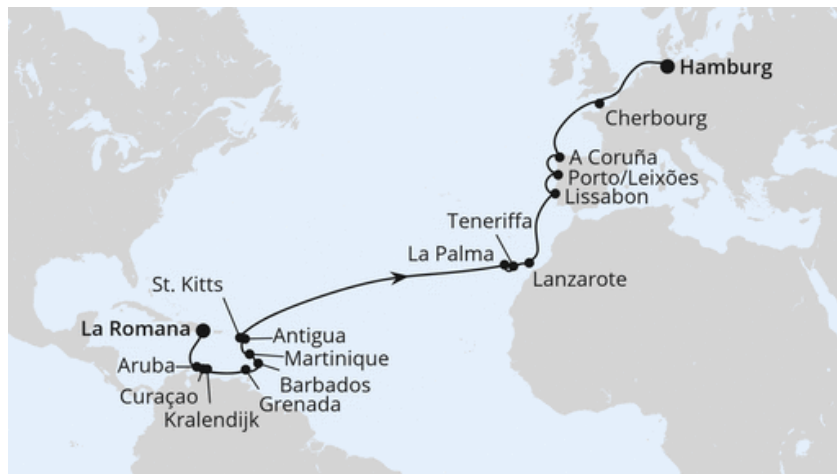 Hamburg
Cherbourg
A Coruña
Porto/Leixões
Lissabon
Teneriffa
La Palma
Lanzarote
St. Kitts
La Romana
Antigua
Martinique
Aruba
Barbados
Curaçao
Grenada
Kralendijk